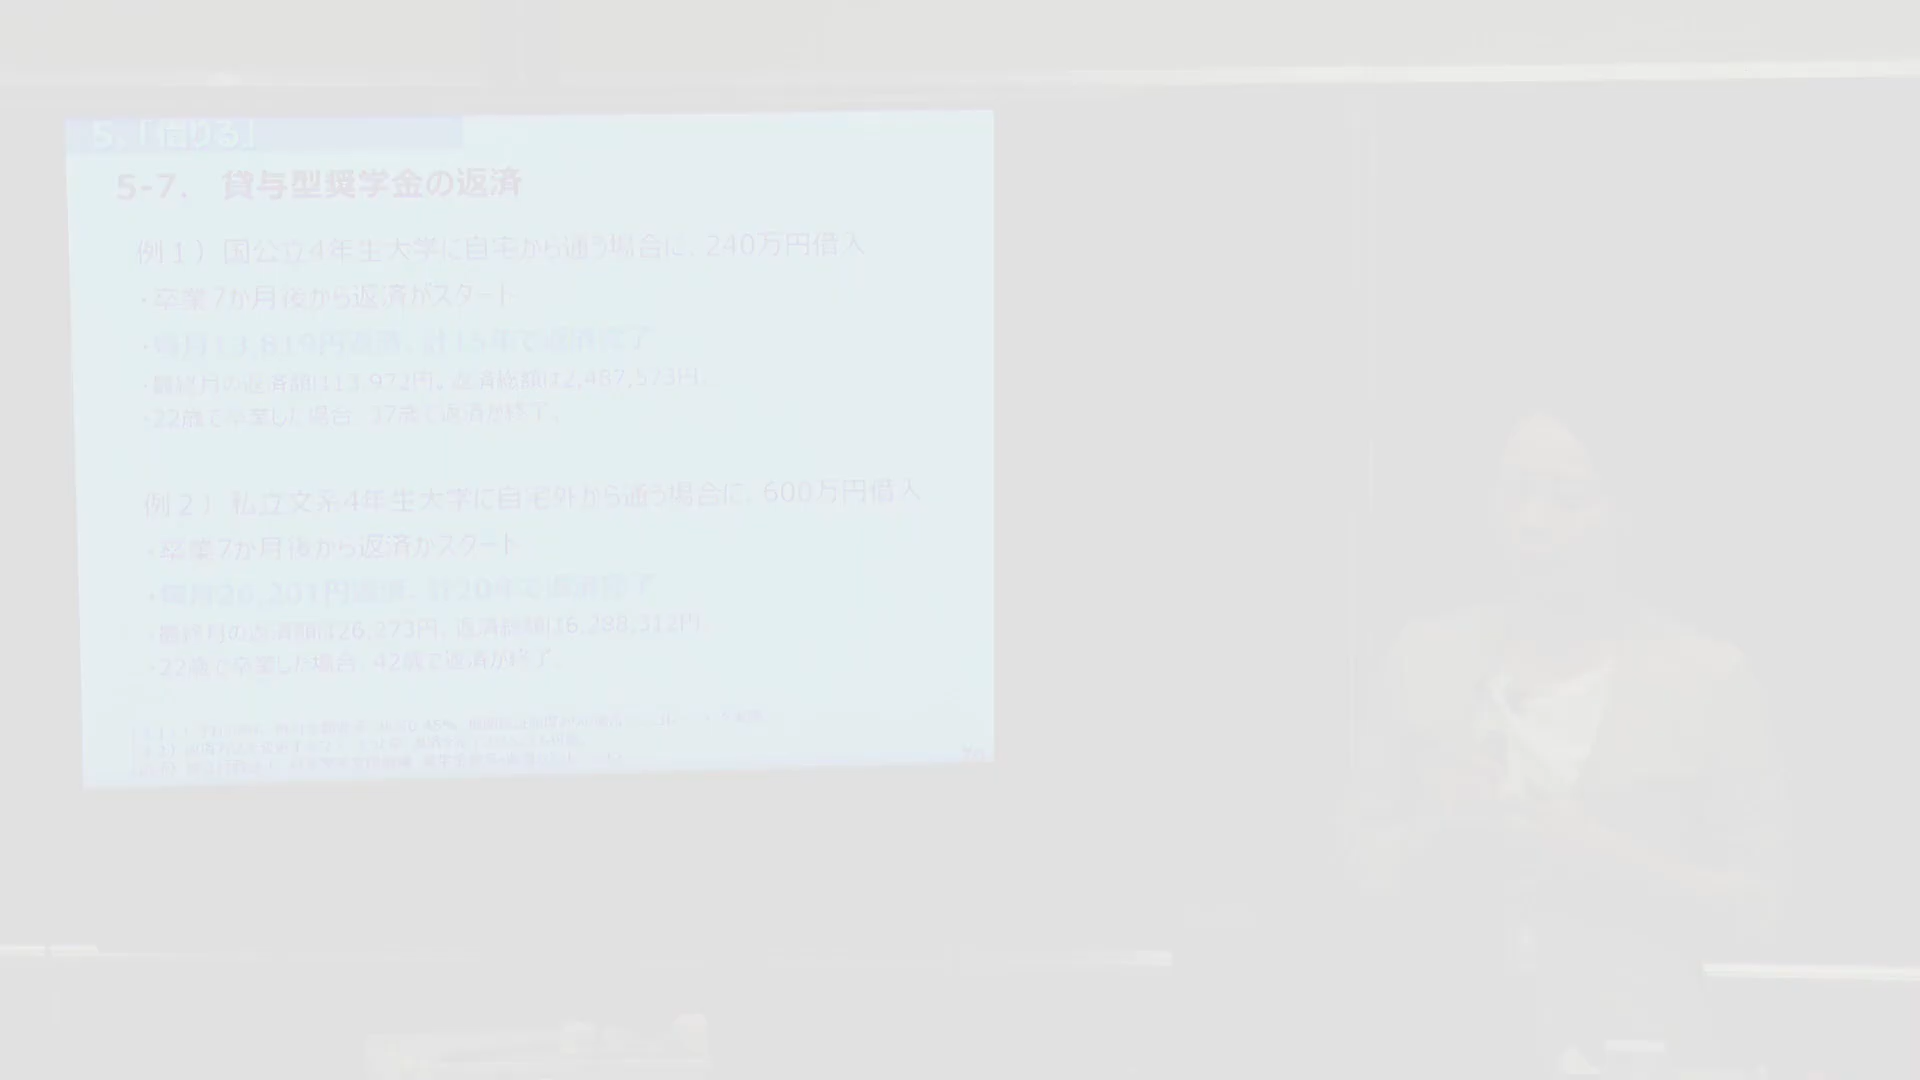 5.「借りる」
5-7. 貸与型奨学金の返済
例１）国公立4年生大学に自宅から通う場合に、240万円借入
・卒業7か月後から返済がスタート
・毎月13,819円返済、計15年で返済終了
・最終月の返済額は13,972円。返済総額は2,487,573円。
・22歳で卒業した場合、37歳で返済が終了。
例２）私立文系4年生大学に自宅外から通う場合に、600万円借入
・卒業7か月後から返済がスタート
・毎月26,201円返済、計20年で返済終了
・最終月の返済額は26,273円。返済総額は6,288,312円。
・22歳で卒業した場合、42歳で返済が終了。